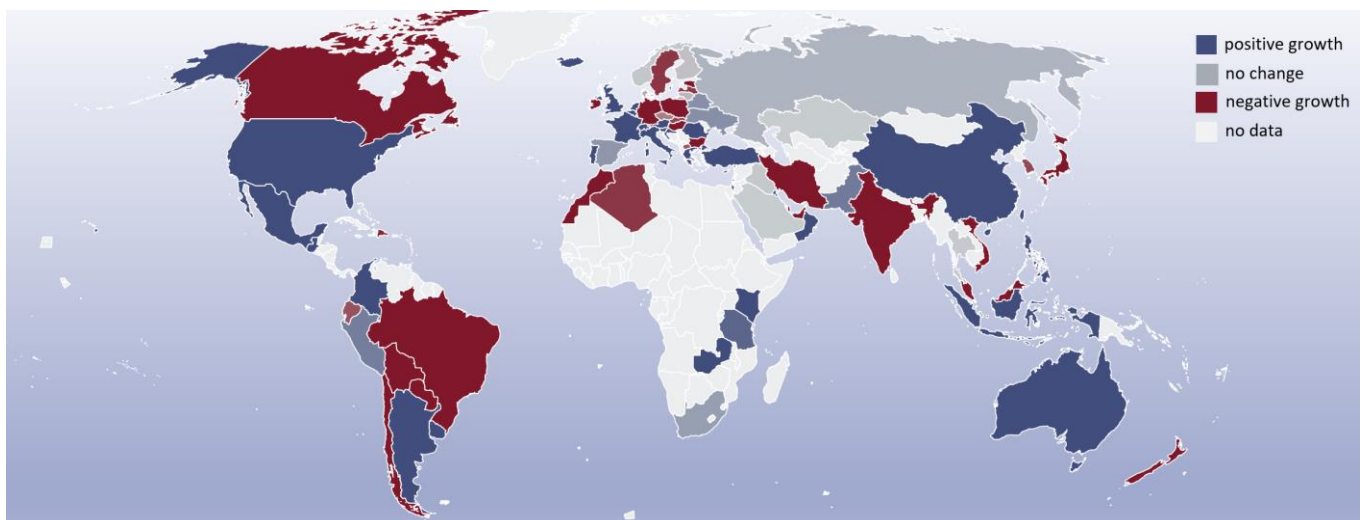 positive growth
no change
negative growth
no data